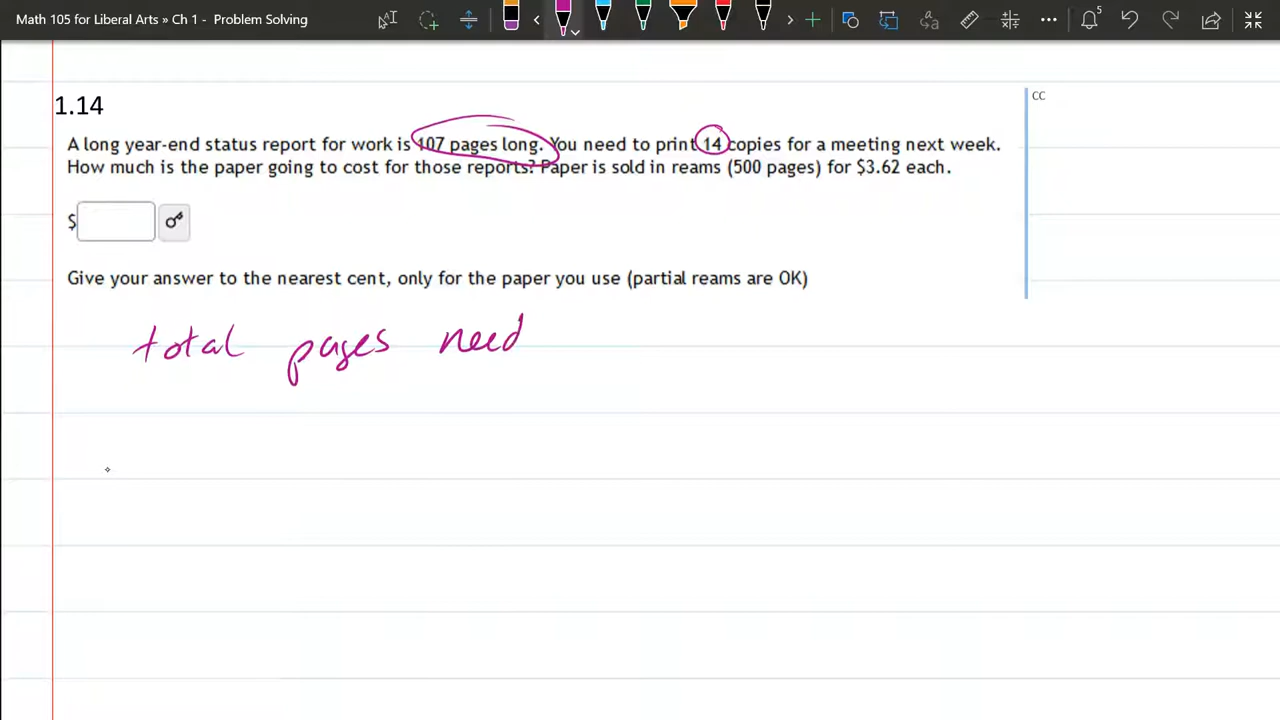 Math 105 for Liberal Arts » Ch 1 - Problem Solving
5
1.14
CC
A long year-end status report for work is 107 pages long. You need to print 14 copies for a meeting next week.
How much is the paper going to cost for those reports? Paper is sold in reams (500 pages) for $3.62 each.
$
Give your answer to the nearest cent, only for the paper you use (partial reams are OK)
total pages need